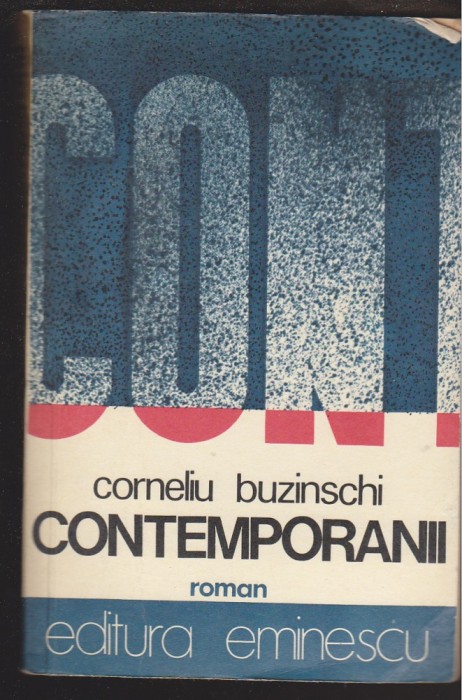 CONT
corneliu buzinschi
CONTEMPORANII
roman
editura eminescu